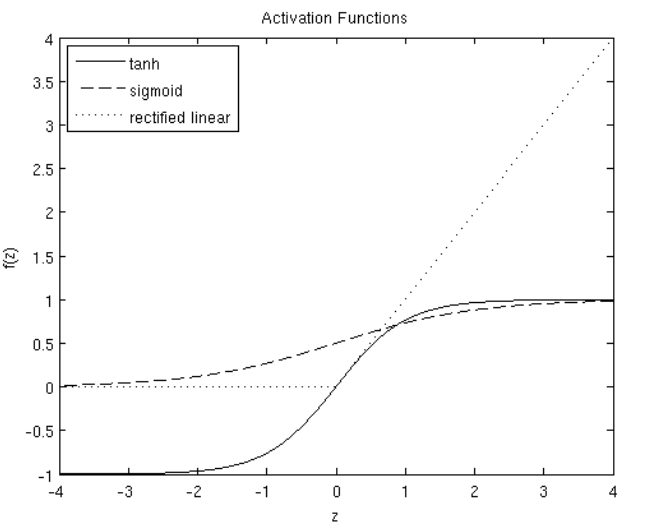 Activation Functions
tanh
sigmoid
rectified linear
4
3.5
3
2.5
2
1.5
1
0.5
0
-0.5
-1
f(z)
-4 -3 -2 -1 0 1 2 3 4
z